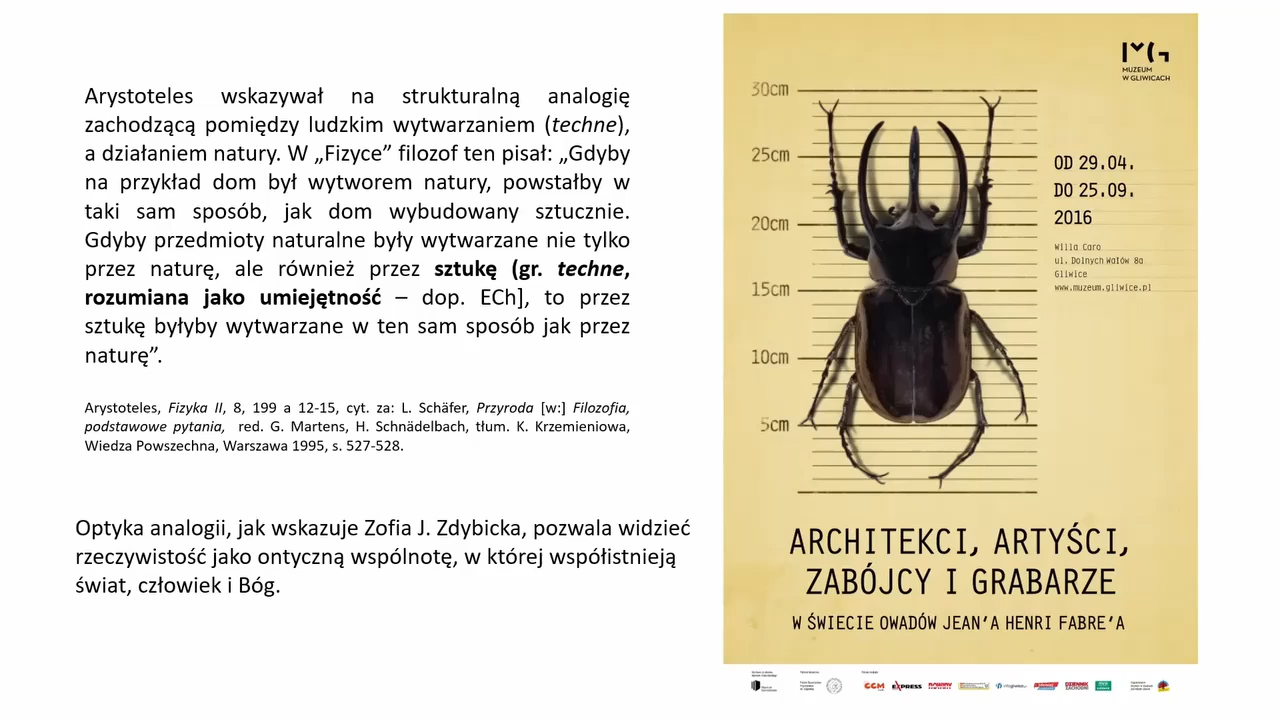 Arystoteles wskazywał na strukturalną analogię
zachodzącą pomiędzy ludzkim wytwarzaniem (techne),
a działaniem natury. W „Fizyce” filozof ten pisał: „Gdyby
na przykład dom był wytworem natury, powstałby w
taki sam sposób, jak dom wybudowany sztucznie.
Gdyby przedmioty naturalne były wytwarzane nie tylko
przez naturę, ale również przez sztukę (gr. techne,
rozumiana jako umiejętność – dop. ECh], to przez
sztukę byłyby wytwarzane w ten sam sposób jak przez
naturę”.
Arystoteles, Fizyka II, 8, 199 a 12-15, cyt. za: L. Schäfer, Przyroda [w:] Filozofia,
podstawowe pytania, red. G. Martens, H. Schnädelbach, tłum. K. Krzemieniowa,
Wiedza Powszechna, Warszawa 1995, s. 527-528.
Optyka analogii, jak wskazuje Zofia J. Zdybicka, pozwala widzieć
rzeczywistość jako ontyczną wspólnotę, w której współistnieją
świat, człowiek i Bóg.
MUZEUM
W GLIWICACH
30cm
25cm
20cm
15cm
10cm
5cm
OD 29.04.
DO 25.09.
2016
Willa Caro
ul. Dolnych Wałów 8a
Gliwice
www.muzeum.gliwice.pl
ARCHITEKCI, ARTYŚCI,
ZABÓJCY I GRABARZE
W ŚWIECIE OWADÓW JEAN'A HENRI FABRE'A
CGM
EXPRESS
NOWINY
DZIENNIK
ZACHODNI